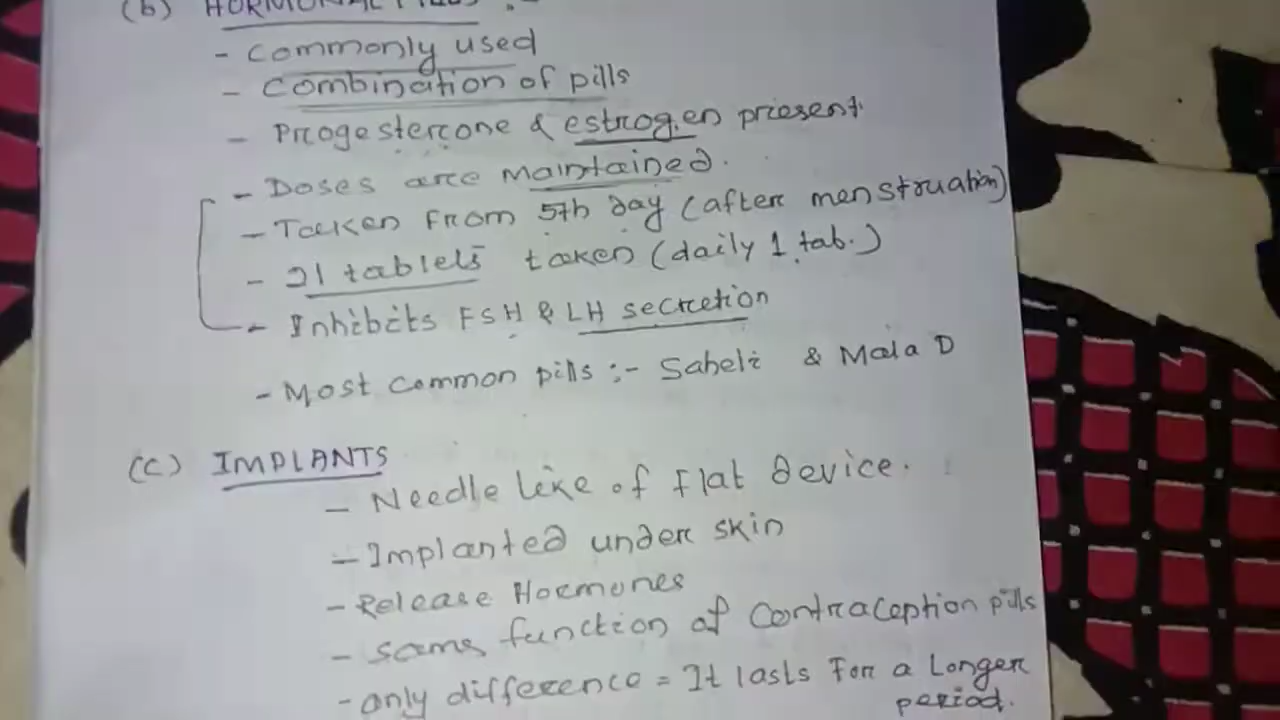 (b) HORMONAL PILLS :-
- Commonly used
- Combination of pills
- Progesterone & estrogen present.
- Doses are maintained.
- Taken from 5th day (after menstruation)
- 21 tablets taken (daily 1 tab.)
- Inhibits FSH & LH secretion
- Most common pills :- Saheli & Mala D
(C) IMPLANTS
- Needle like of flat device.
- Implanted under skin
- Release Hormones
- same function of contraception pills
- only difference = It lasts for a longer
period.